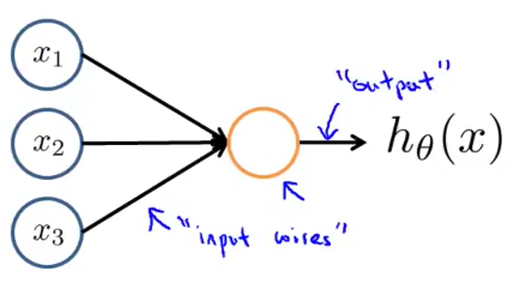 x1
"output"
x2
hθ(x)
x3
"input wires"